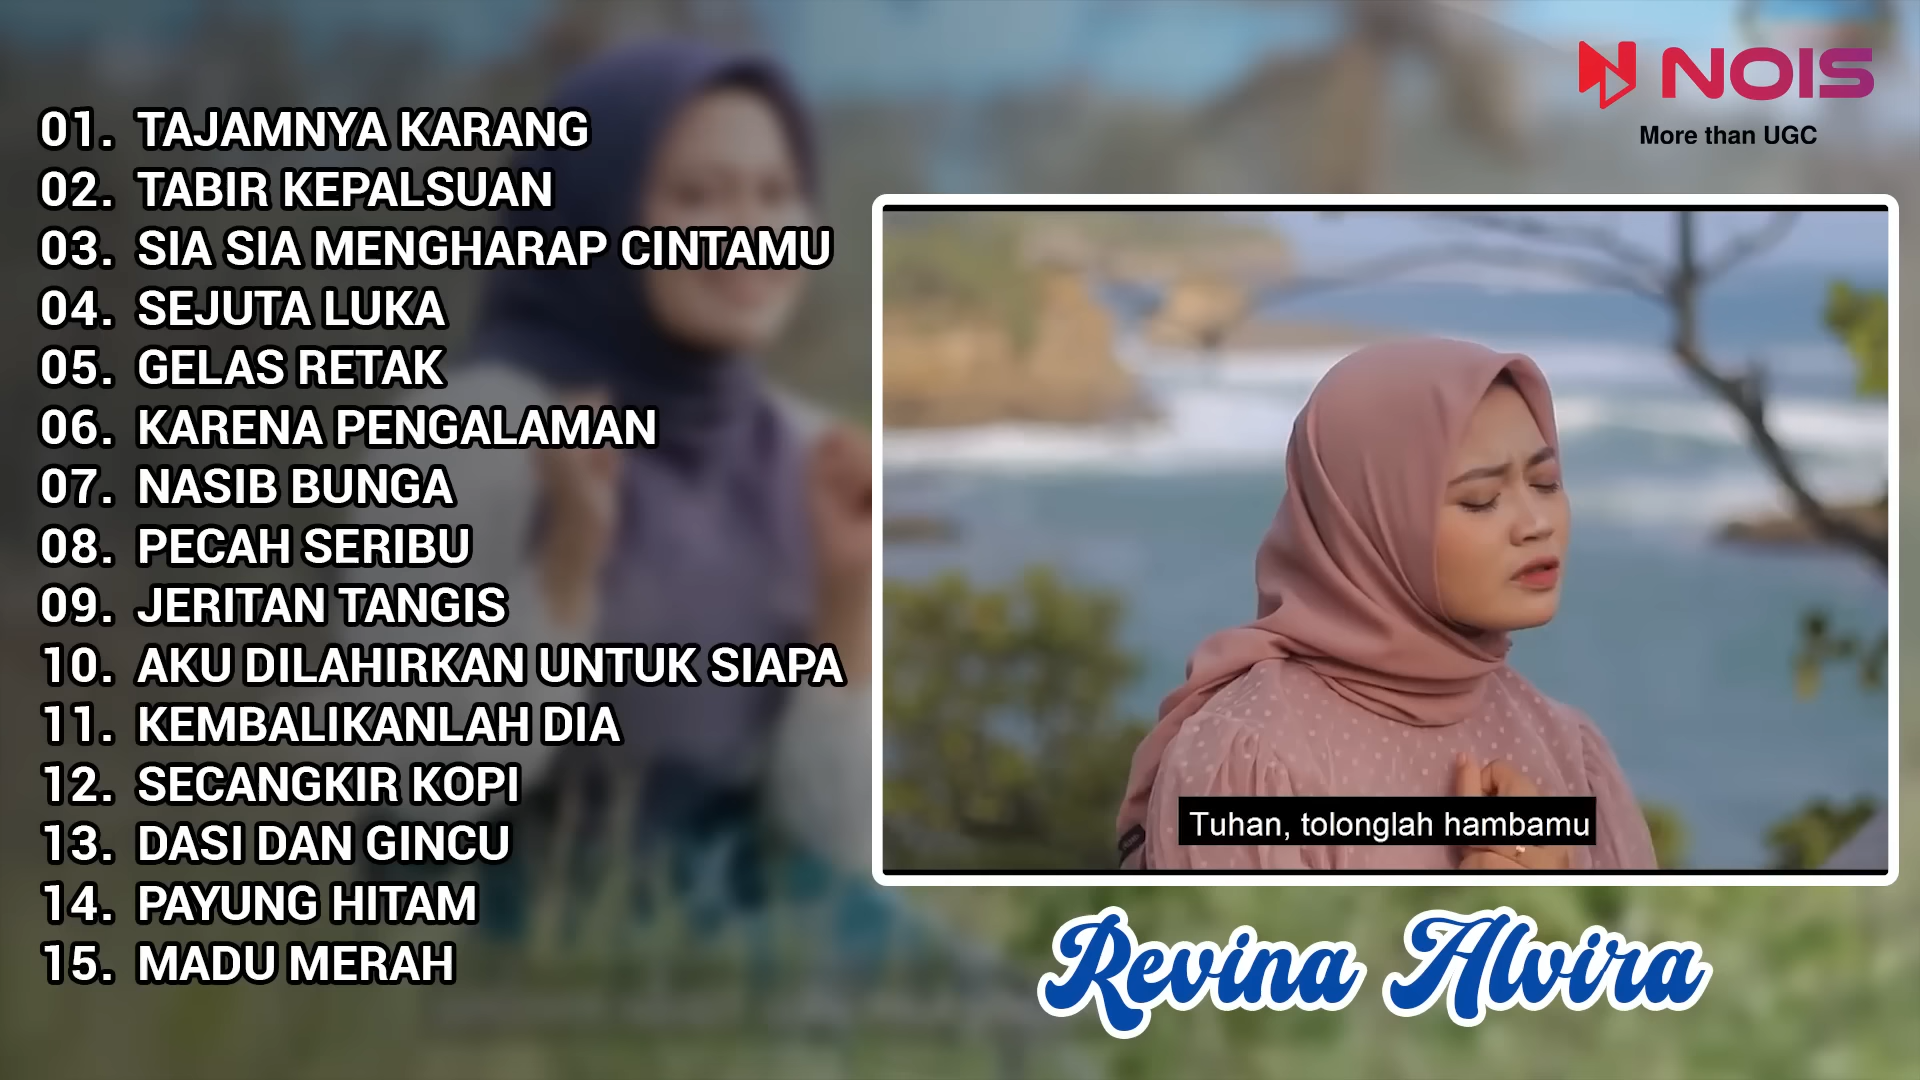 01. TAJAMNYA KARANG
02. TABIR KEPALSUAN
03. SIA SIA MENGHARAP CINTAMU
04. SEJUTA LUKA
05. GELAS RETAK
06. KARENA PENGALAMAN
07. NASIB BUNGA
08. PECAH SERIBU
09. JERITAN TANGIS
10. AKU DILAHIRKAN UNTUK SIAPA
11. KEMBALIKANLAH DIA
12. SECANGKIR KOPI
13. DASI DAN GINCU
14. PAYUNG HITAM
15. MADU MERAH
NOIS
More than UGC
Tuhan, tolonglah hambamu
Revina Alvira